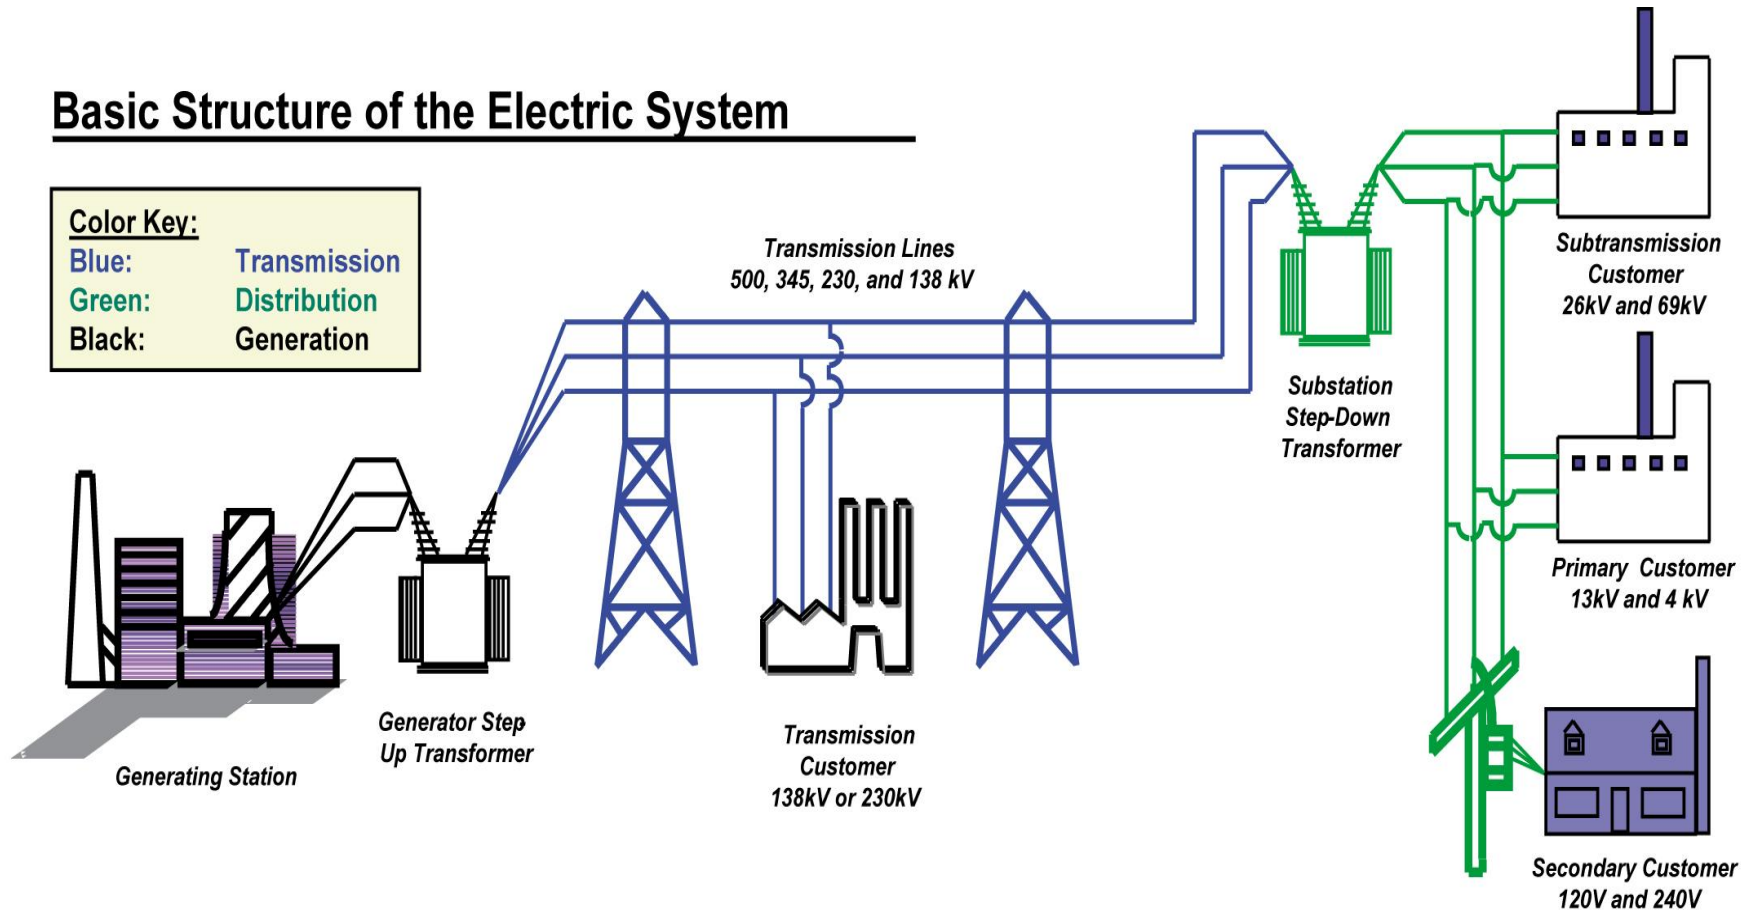 Basic Structure of the Electric System
Color Key:
Blue: Transmission
Green: Distribution
Black: Generation
Transmission Lines
500, 345, 230, and 138 kV
Subtransmission
Customer
26kV and 69kV
Substation
Step-Down
Transformer
Primary Customer
13kV and 4 kV
Generator Step
Up Transformer
Generating Station
Transmission
Customer
138kV or 230kV
Secondary Customer
120V and 240V